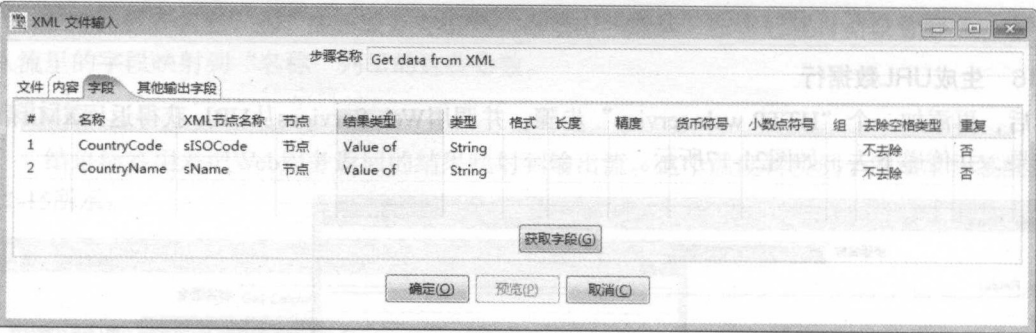 XML 文件输入
步骤名称 Get data from XML
文件 内容 字段 其他输出字段
# 名称 XML节点名称 节点 结果类型 类型 格式 长度 精度 货币符号 小数点符号 组 去除空格类型 重复
1 CountryCode sISOCode 节点 Value of String 不去除 否
2 CountryName sName 节点 Value of String 不去除 否
获取字段(G)
确定(O) 预览(P) 取消(C)